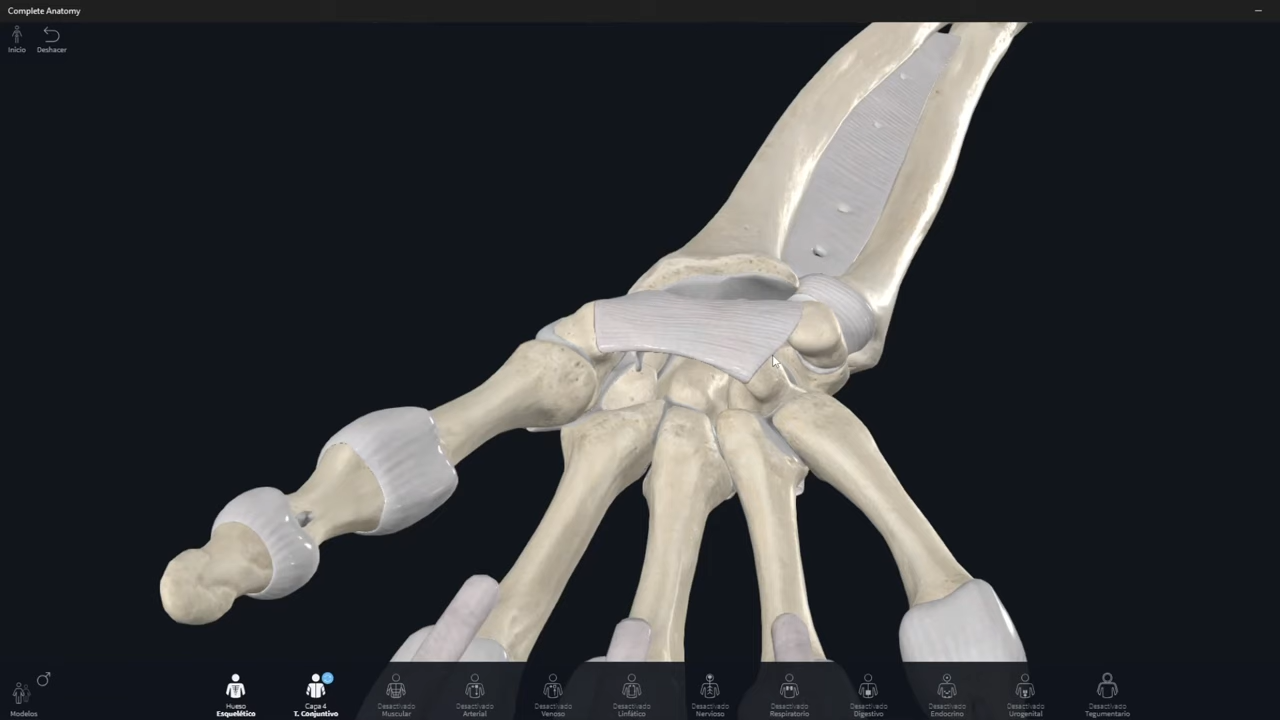 Complete Anatomy
Inicio
Deshacer
Modelos
Hueso
Esquelético
Capa 4
T. Conjuntivo
Desactivado
Muscular
Desactivado
Arterial
Desactivado
Venoso
Desactivado
Linfático
Desactivado
Nervioso
Desactivado
Respiratorio
Desactivado
Digestivo
Desactivado
Endocrino
Desactivado
Urogenital
Desactivado
Tegumentario